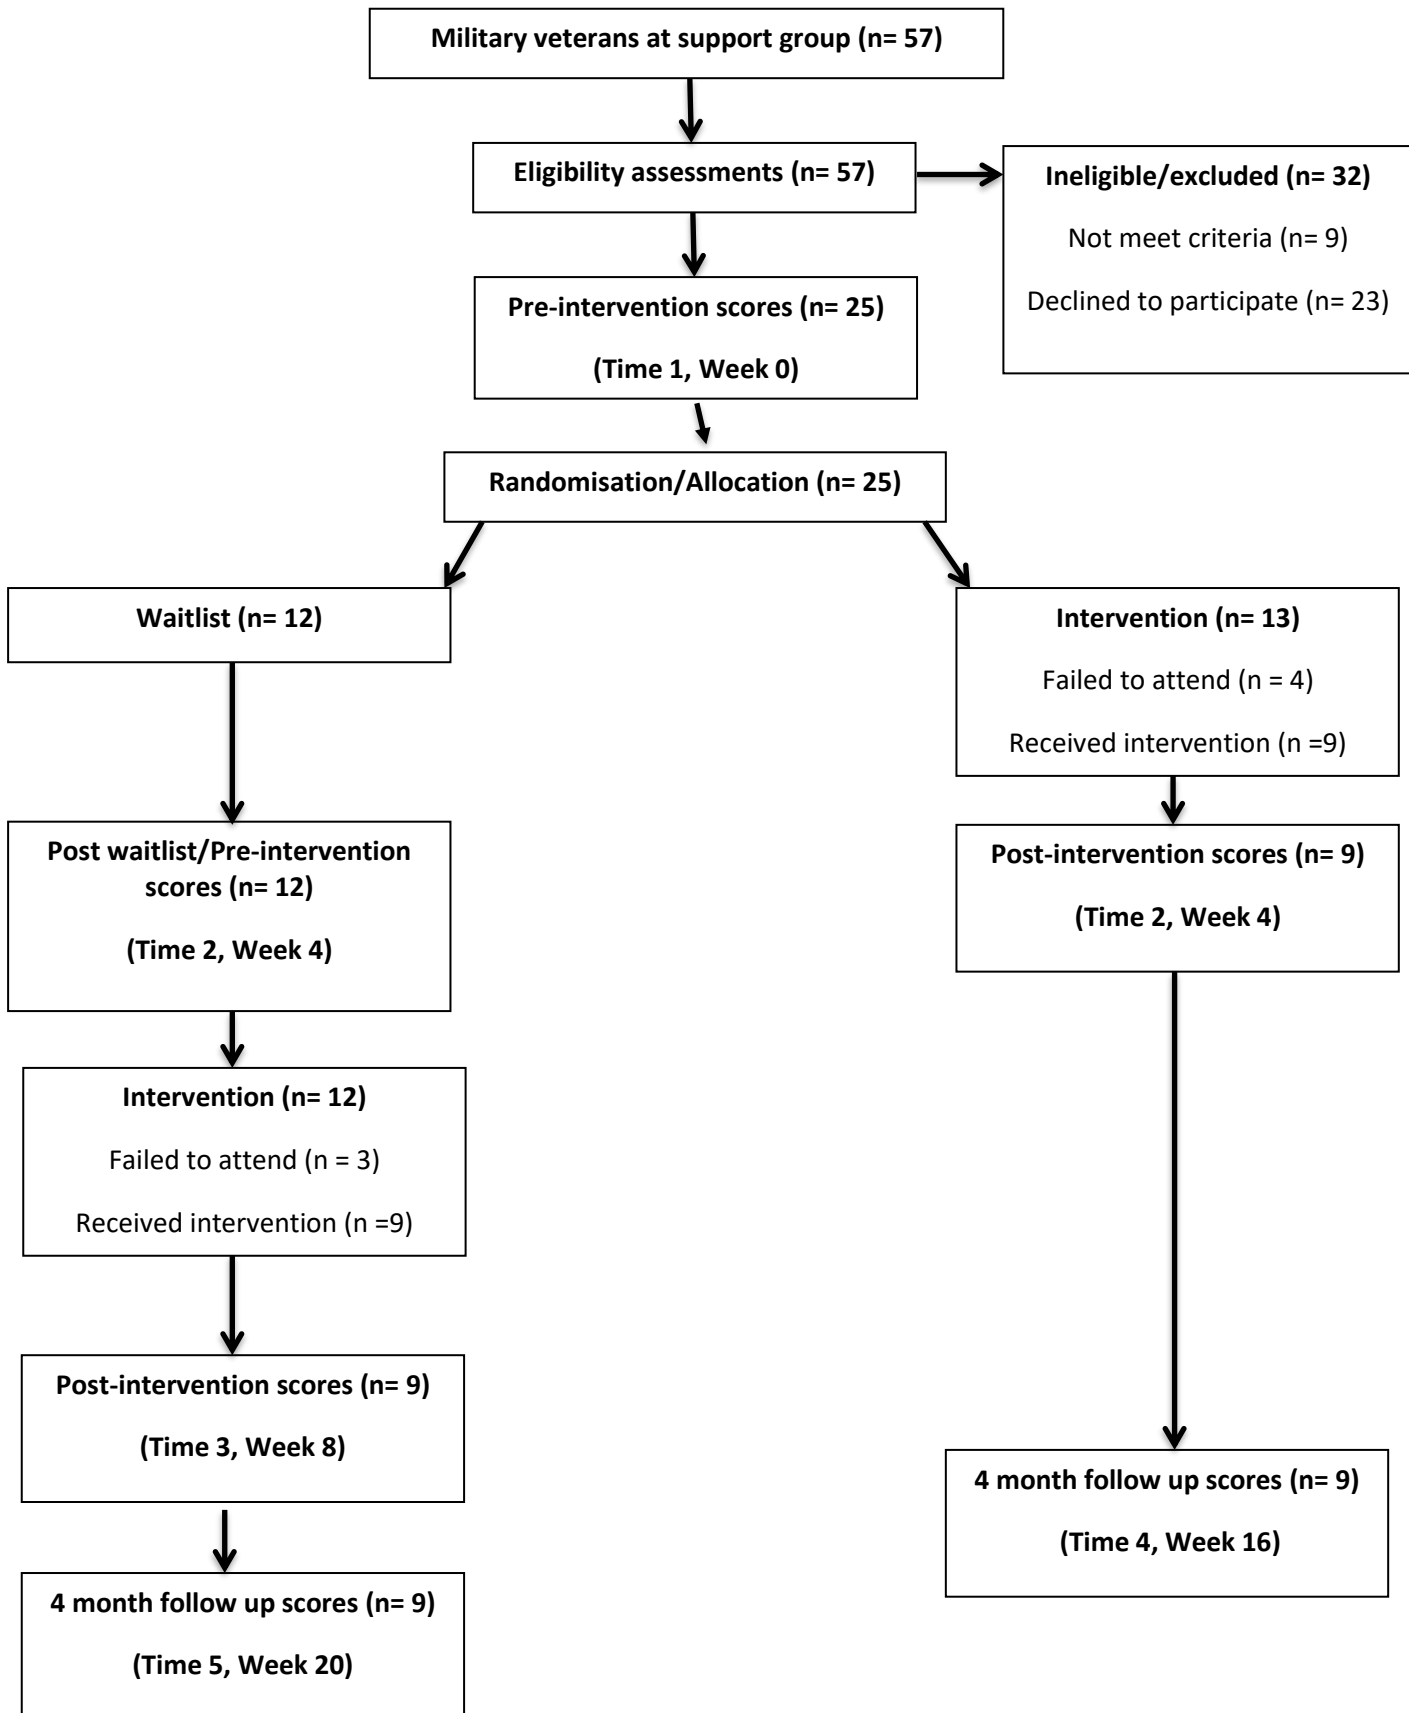 Military veterans at support group (n= 57)
Eligibility assessments (n= 57)
Ineligible/excluded (n= 32)
Not meet criteria (n= 9)
Declined to participate (n= 23)
Pre-intervention scores (n= 25)
(Time 1, Week 0)
Randomisation/Allocation (n= 25)
Waitlist (n= 12)
Intervention (n= 13)
Failed to attend (n = 4)
Received intervention (n =9)
Post waitlist/Pre-intervention
scores (n= 12)
(Time 2, Week 4)
Post-intervention scores (n= 9)
(Time 2, Week 4)
Intervention (n= 12)
Failed to attend (n = 3)
Received intervention (n =9)
Post-intervention scores (n= 9)
(Time 3, Week 8)
4 month follow up scores (n= 9)
(Time 4, Week 16)
4 month follow up scores (n= 9)
(Time 5, Week 20)